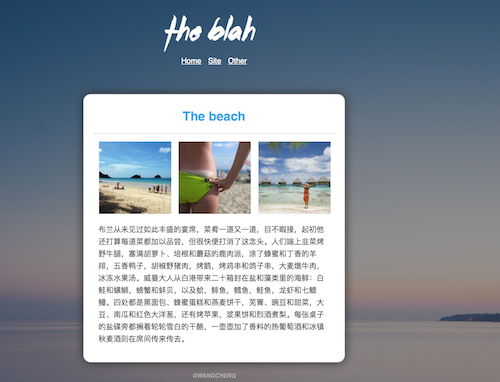 the blah
Home Site Other
The beach
布兰从未见过如此丰盛的宴席，菜肴一道又一道，目不暇接，起初他
还打算每道菜都加以品尝，但很快便打消了这念头。人们端上韭菜烤
野牛腿，塞满胡萝卜、培根和蘑菇的鹿肉派，涂了蜂蜜和丁香的羊
排，五香鸭子，胡椒野猪肉，烤鹅，烤鸡串和鸽子串，大麦燉牛肉，
冰冻水果汤。威曼大人从白港带来二十箱封在盐和藻类里的海鲜：白
鲑和螺蛳，螃蟹和蚌贝，以及蛤，鲱鱼，鳕鱼，鲑鱼，龙虾和七鳃
鳗。四处都是黑面包、蜂蜜蛋糕和燕麦饼干，芜菁、豌豆和甜菜，大
豆、南瓜和红色大洋葱，还有烤苹果，浆果饼和烈酒煮梨。每张桌子
的盐碟旁都搁着轮轮雪白的干酪，一壶壶加了香料的热葡萄酒和冰镇
秋麦酒则在席间传来传去。
©WANGCHENG